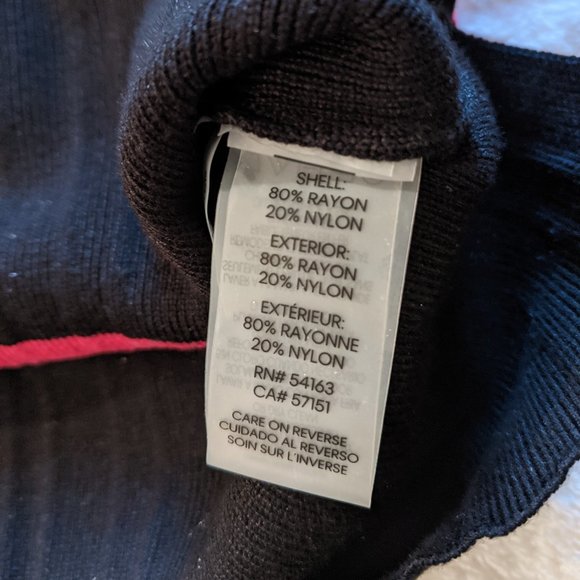 SHELL:
80% RAYON
20% NYLON
EXTERIOR:
80% RAYON
20% NYLON
EXTÉRIEUR:
80% RAYONNE
20% NYLON
RN# 54163
CA# 57151
CARE ON REVERSE
CUIDADO AL REVERSO
SOIN SUR L'INVERSE